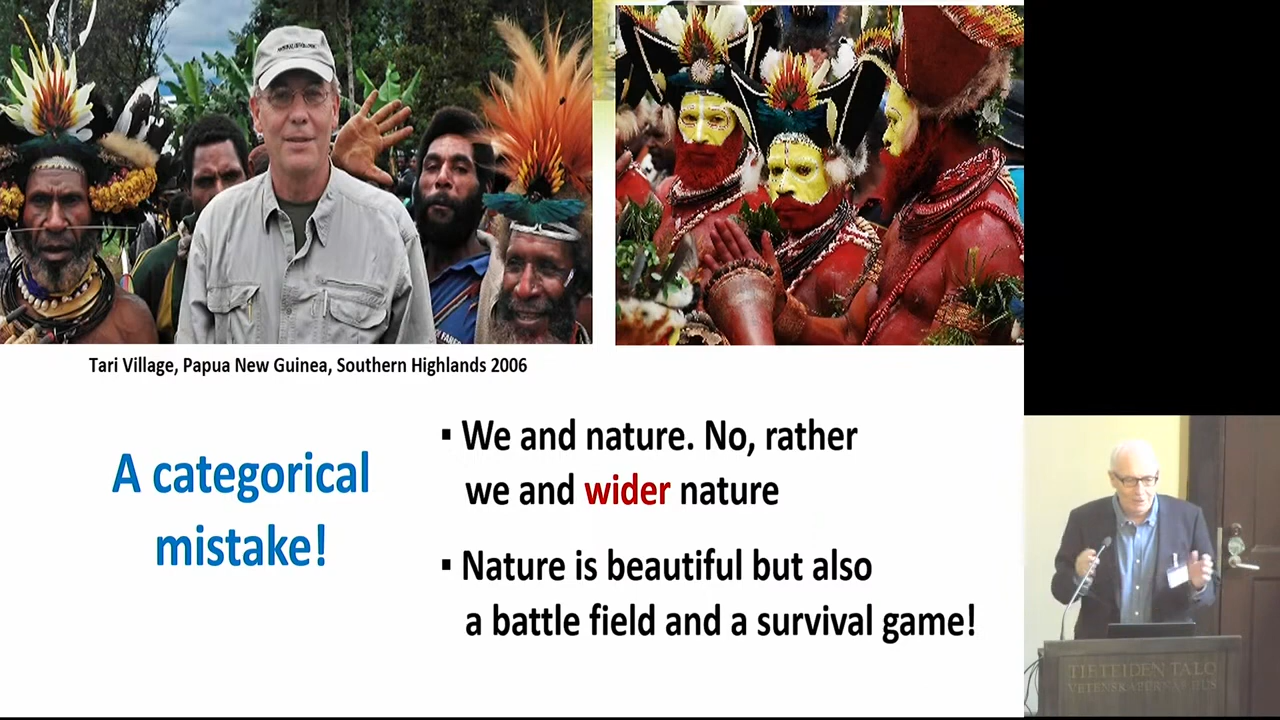 Tari Village, Papua New Guinea, Southern Highlands 2006
A categorical
mistake!
▪ We and nature. No, rather
we and wider nature
▪ Nature is beautiful but also
a battle field and a survival game!
TIETEIDEN TALO
VETENSKAPERNAS HUS